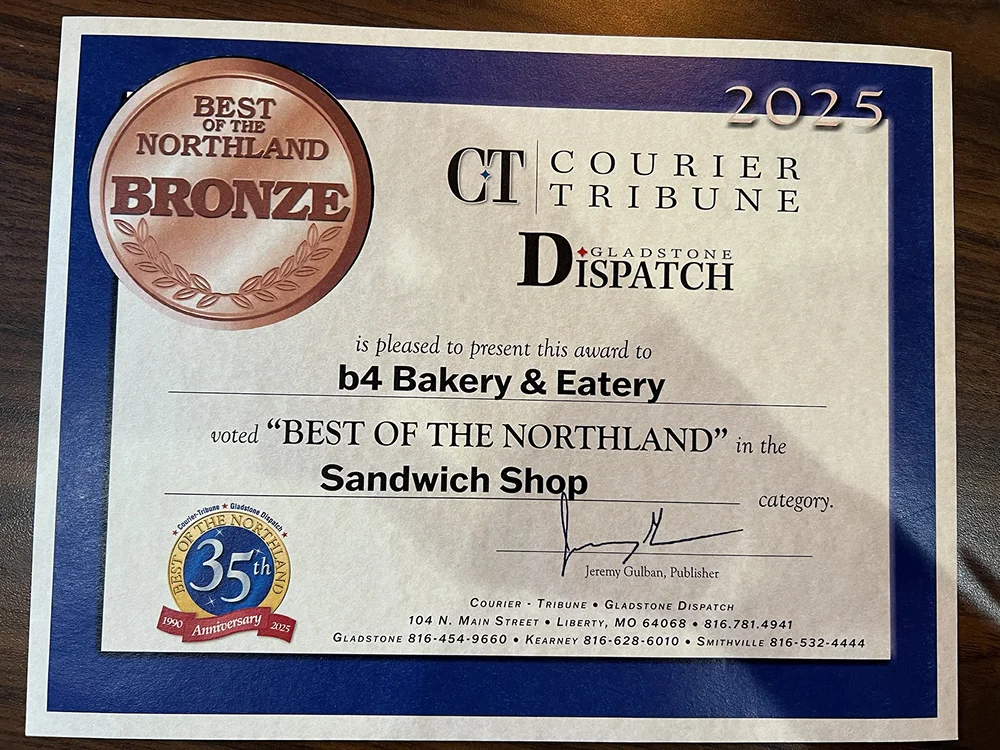 2025
BEST
OF THE
NORTHLAND
BRONZE
CT
COURIER
TRIBUNE
GLADSTONE
DISPATCH
is pleased to present this award to
b4 Bakery & Eatery
voted “BEST OF THE NORTHLAND” in the
Sandwich Shop
category.
Jeremy Gulban, Publisher
Courier-Tribune ★ Gladstone Dispatch
BEST OF THE NORTHLAND
35th
1990 Anniversary 2025
COURIER - TRIBUNE • GLADSTONE DISPATCH
104 N. MAIN STREET • LIBERTY, MO 64068 • 816.781.4941
GLADSTONE 816-454-9660 • KEARNEY 816-628-6010 • SMITHVILLE 816-532-4444